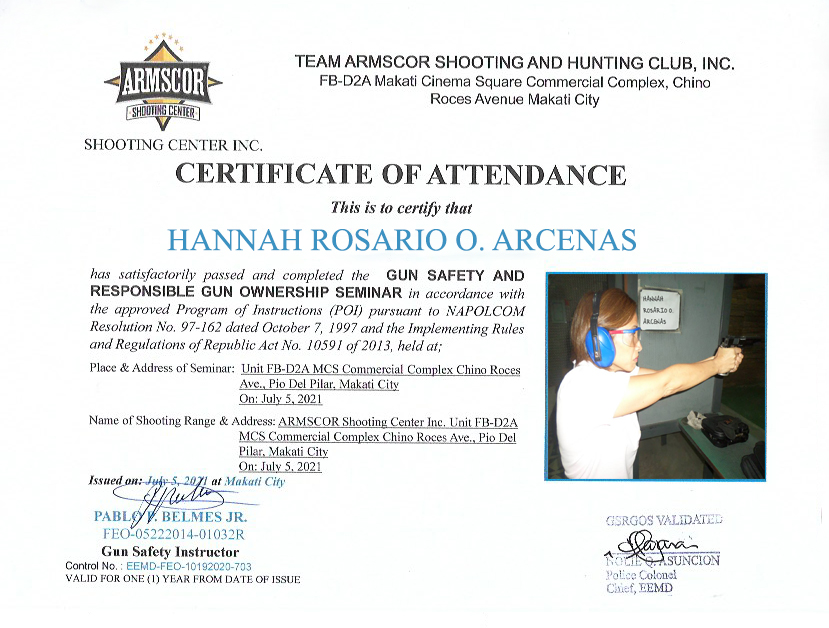 ARMSCOR
SHOOTING CENTER
SHOOTING CENTER INC.
TEAM ARMSCOR SHOOTING AND HUNTING CLUB, INC.
FB-D2A Makati Cinema Square Commercial Complex, Chino
Roces Avenue Makati City
CERTIFICATE OF ATTENDANCE
This is to certify that
HANNAH ROSARIO O. ARCENAS
has satisfactorily passed and completed the GUN SAFETY AND
RESPONSIBLE GUN OWNERSHIP SEMINAR in accordance with
the approved Program of Instructions (POI) pursuant to NAPOLCOM
Resolution No. 97-162 dated October 7, 1997 and the Implementing Rules
and Regulations of Republic Act No. 10591 of 2013, held at;
Place & Address of Seminar: Unit FB-D2A MCS Commercial Complex Chino Roces
Ave., Pio Del Pilar, Makati City
On: July 5, 2021
Name of Shooting Range & Address: ARMSCOR Shooting Center Inc. Unit FB-D2A
MCS Commercial Complex Chino Roces Ave., Pio Del
Pilar, Makati City
On: July 5, 2021
Issued on: July 5, 2021 at Makati City
PABLO P. BELMES JR.
FEO-05222014-01032R
Gun Safety Instructor
Control No. : EEMD-FEO-10192020-703
VALID FOR ONE (1) YEAR FROM DATE OF ISSUE
HANNAH
ROSARIO O.
ARCENAS
GSRGOS VALIDATED
NOLIE Q. ASUNCION
Police Colonel
Chief, EEMD